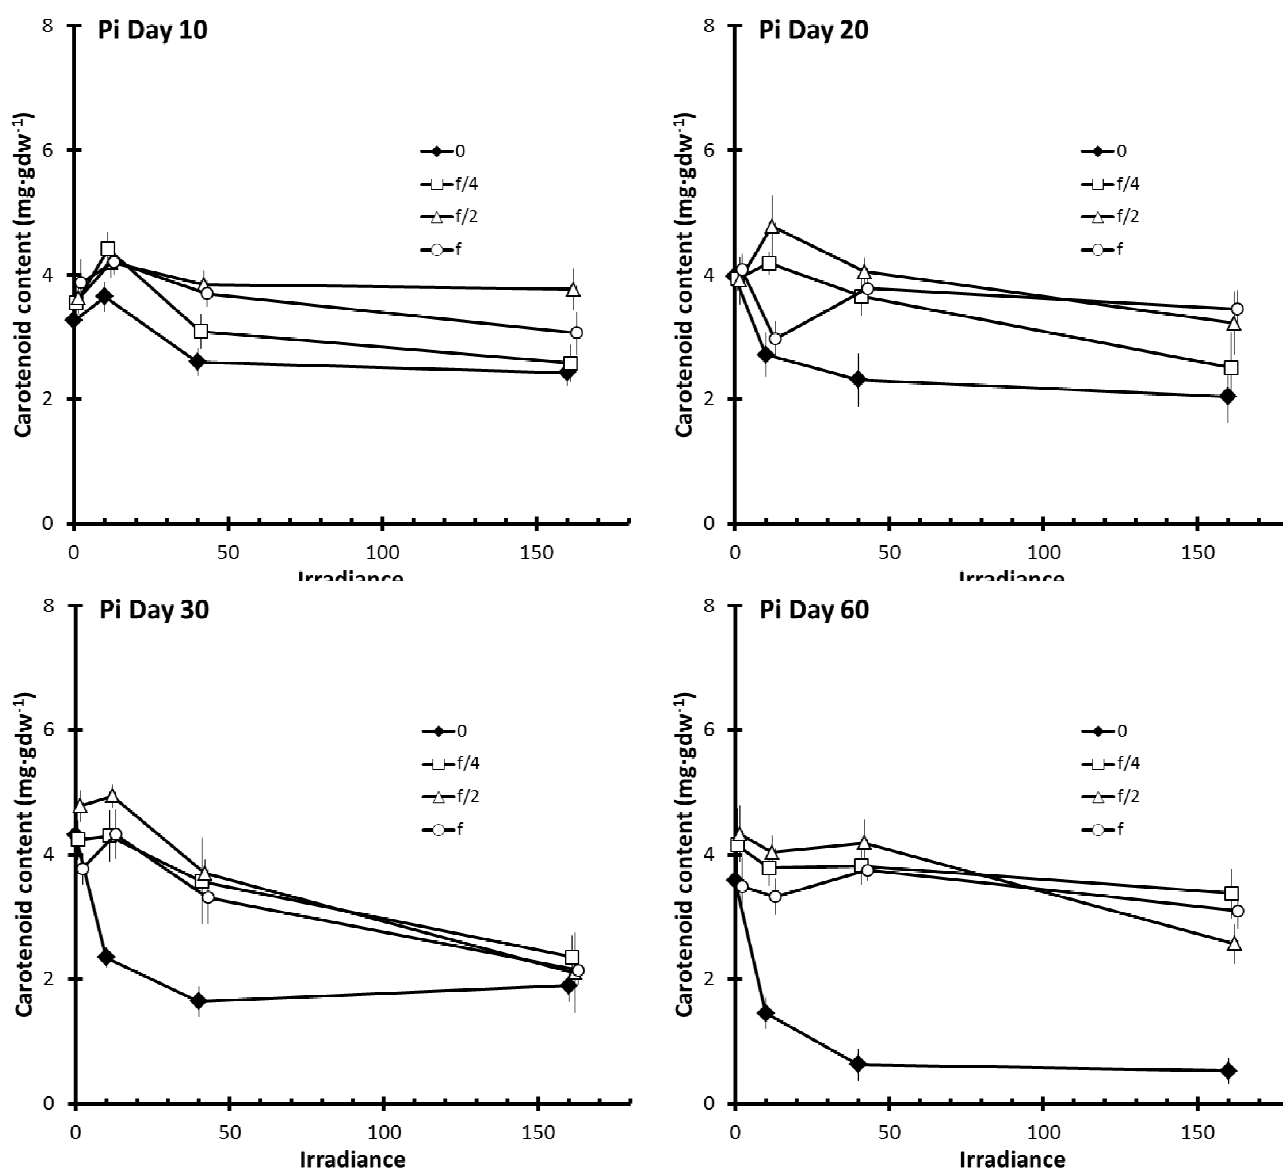 Pi Day 10
Carotenoid content (mg·gdw⁻¹)
8
6
4
2
0
0
f/4
f/2
f
0 50 100 150
Irradiance
Pi Day 20
Carotenoid content (mg·gdw⁻¹)
8
6
4
2
0
0
f/4
f/2
f
0 50 100 150
Irradiance
Pi Day 30
Carotenoid content (mg·gdw⁻¹)
8
6
4
2
0
0
f/4
f/2
f
0 50 100 150
Irradiance
Pi Day 60
Carotenoid content (mg·gdw⁻¹)
8
6
4
2
0
0
f/4
f/2
f
0 50 100 150
Irradiance